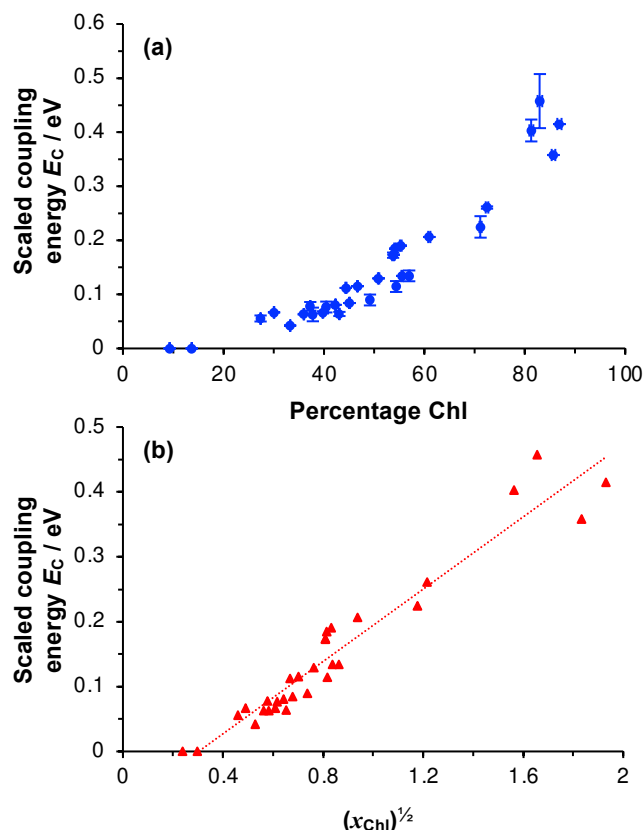 (a)
Scaled coupling
energy EC / eV
0.6
0.5
0.4
0.3
0.2
0.1
0
0 20 40 60 80 100
Percentage Chl
(b)
Scaled coupling
energy EC / eV
0.5
0.4
0.3
0.2
0.1
0
0 0.4 0.8 1.2 1.6 2
(xChl)½